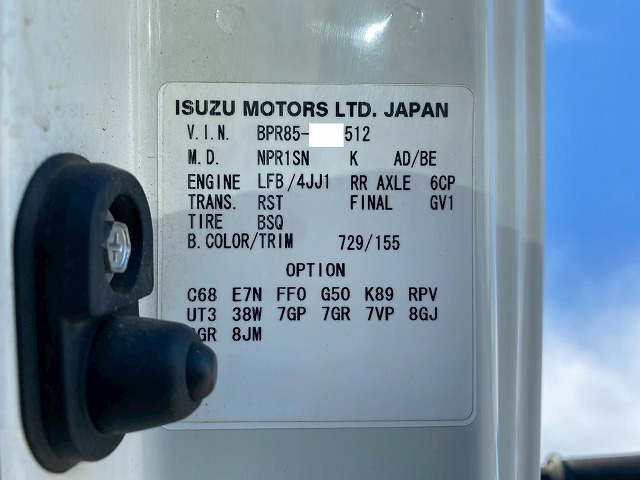 ISUZU MOTORS LTD. JAPAN
V.I.N. BPR85- 512
M.D. NPR1SN K AD/BE
ENGINE LFB/4JJ1 RR AXLE 6CP
TRANS. RST FINAL GV1
TIRE BSQ
B.COLOR/TRIM 729/155
OPTION
C68 E7N FF0 G50 K89 RPV
UT3 38W 7GP 7GR 7VP 8GJ
8JM